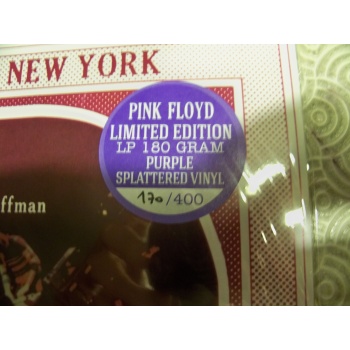 NEW YORK
PINK FLOYD
LIMITED EDITION
LP 180 GRAM
PURPLE
SPLATTERED VINYL
170/400
ffman